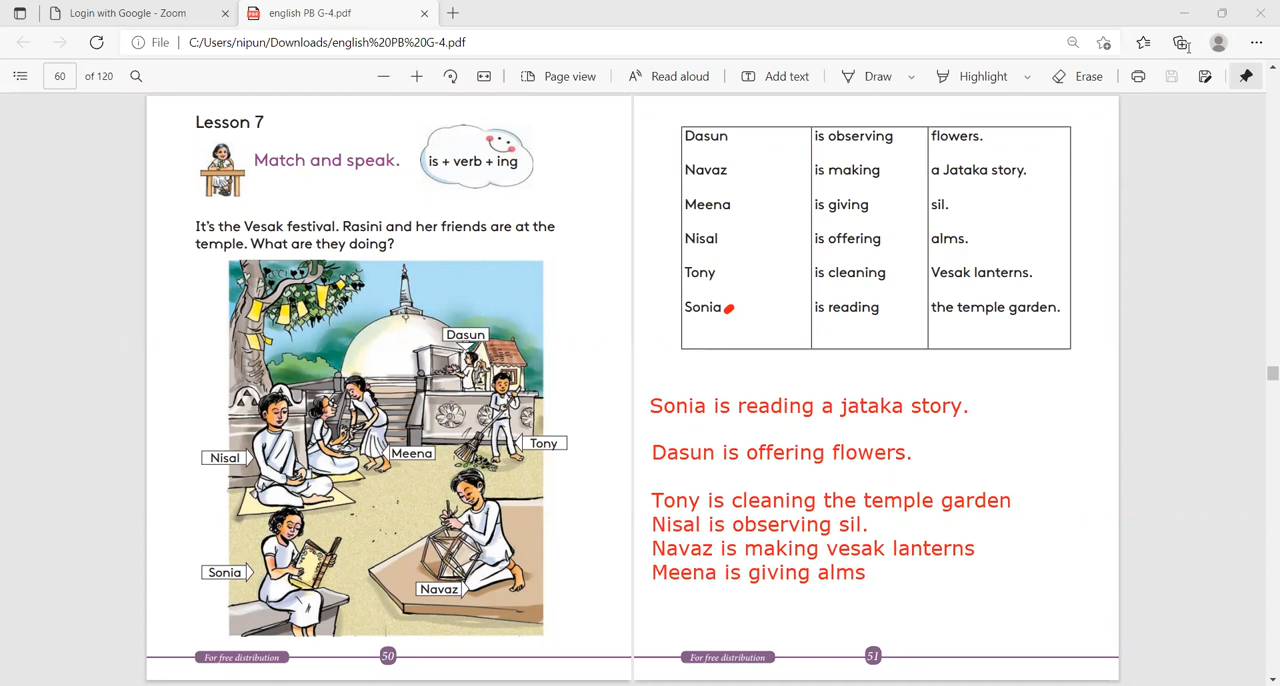 Login with Google - Zoom
english PB G-4.pdf
File
C:/Users/nipun/Downloads/english%20PB%20G-4.pdf
60 of 120
Page view
Read aloud
Add text
Draw
Highlight
Erase
Lesson 7
Match and speak.
is + verb + ing
It's the Vesak festival. Rasini and her friends are at the
temple. What are they doing?
Dasun
Tony
Meena
Nisal
Sonia
Navaz
For free distribution
50
Dasun is observing flowers.
Navaz is making a Jataka story.
Meena is giving sil.
Nisal is offering alms.
Tony is cleaning Vesak lanterns.
Sonia is reading the temple garden.
Sonia is reading a jataka story.
Dasun is offering flowers.
Tony is cleaning the temple garden
Nisal is observing sil.
Navaz is making vesak lanterns
Meena is giving alms
For free distribution
51